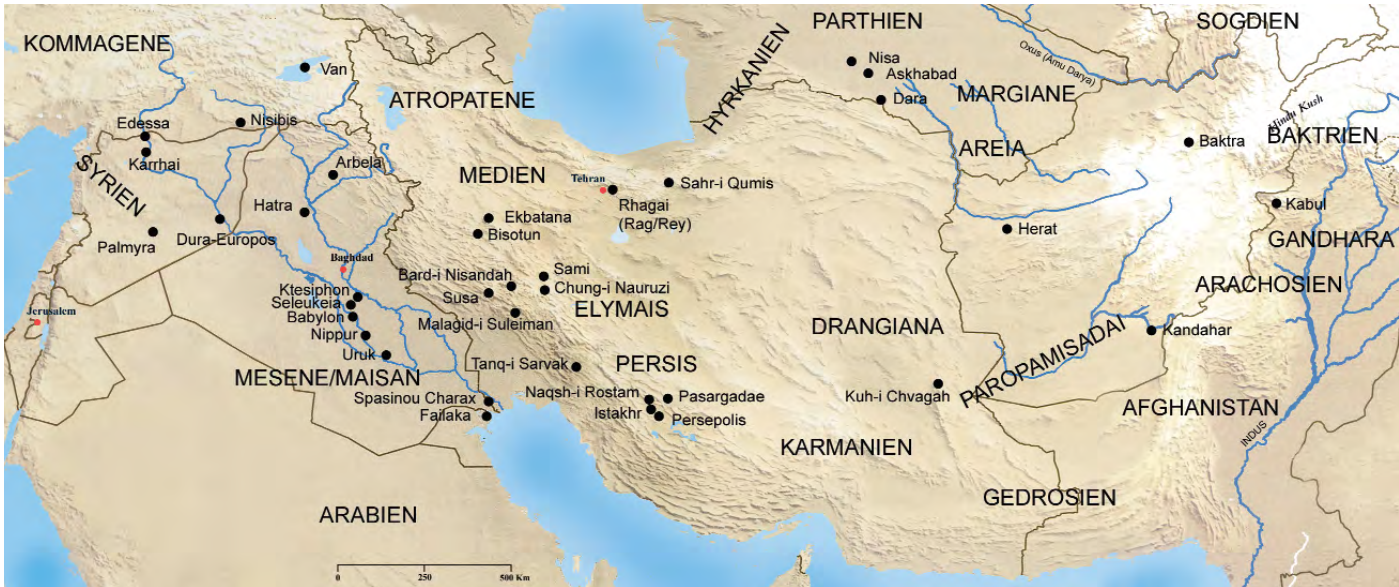 KOMMAGENE
PARTHIEN
SOGDIEN
Van
Nisa
Askhabad
Oxus (Amu Darya)
HYRKANIEN
ATROPATENE
Dara
MARGIANE
Edessa
Nisibis
Hindu Kush
BAKTRIEN
Karrhai
Arbela
AREIA
Baktra
SYRIEN
MEDIEN
Tehran
Sahr-i Qumis
Rhagai
(Rag/Rey)
Hatra
Ekbatana
Bisotun
Kabul
Palmyra
Dura-Europos
Herat
GANDHARA
Baghdad
Bard-i Nisandah
Sami
Chung-i Nauruzi
ARACHOSIEN
Ktesiphon
Seleukeia
Babylon
Nippur
Uruk
Susa
Malagid-i Suleiman
ELYMAIS
DRANGIANA
Jerusalem
PAROPAMISADAI
Kandahar
Tanq-i Sarvak
PERSIS
MESENE/MAISAN
Spasinou Charax
Failaka
Naqsh-i Rostam
Pasargadae
Istakhr
Persepolis
Kuh-i Chvagah
AFGHANISTAN
INDUS
KARMANIEN
GEDROSIEN
ARABIEN
0 250 500 Km